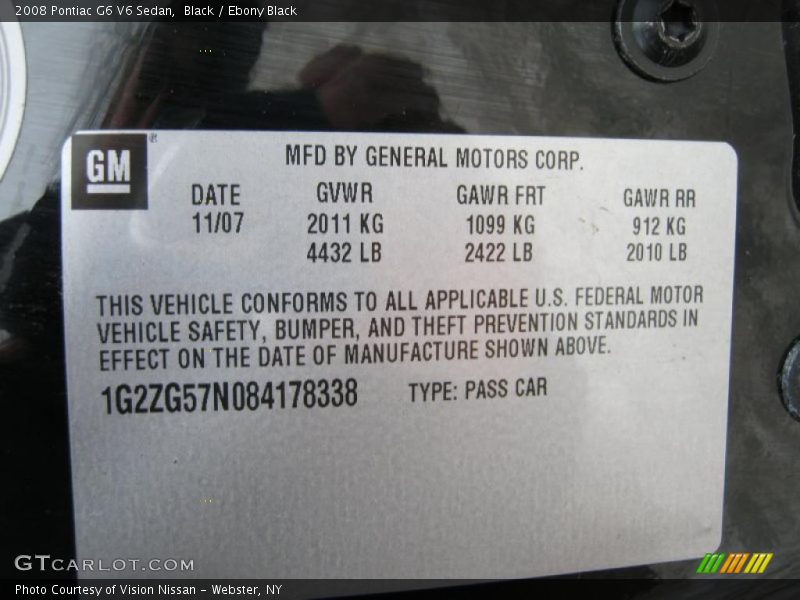 2008 Pontiac G6 V6 Sedan, Black / Ebony Black
GM
MFD BY GENERAL MOTORS CORP.
DATE GVWR GAWR FRT GAWR RR
11/07 2011 KG 1099 KG 912 KG
4432 LB 2422 LB 2010 LB
THIS VEHICLE CONFORMS TO ALL APPLICABLE U.S. FEDERAL MOTOR
VEHICLE SAFETY, BUMPER, AND THEFT PREVENTION STANDARDS IN
EFFECT ON THE DATE OF MANUFACTURE SHOWN ABOVE.
1G2ZG57N084178338 TYPE: PASS CAR
GTCARLOT.COM
Photo Courtesy of Vision Nissan - Webster, NY